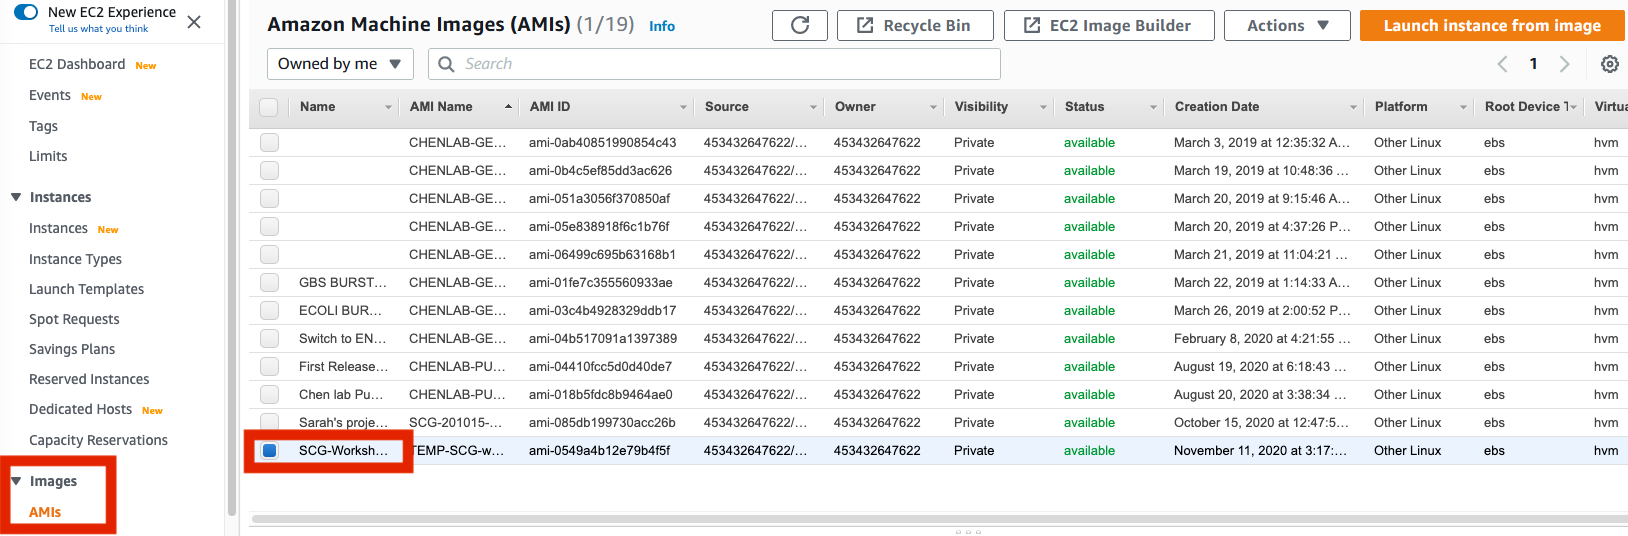 New EC2 Experience
Tell us what you think
EC2 Dashboard New
Events New
Tags
Limits
Instances
Instances New
Instance Types
Launch Templates
Spot Requests
Savings Plans
Reserved Instances
Dedicated Hosts New
Capacity Reservations
Images
AMIs
Amazon Machine Images (AMIs) (1/19) Info
Recycle Bin
EC2 Image Builder
Actions
Launch instance from image
Owned by me
Search
1
Name AMI Name AMI ID Source Owner Visibility Status Creation Date Platform Root Device T Virtua
CHENLAB-GE... ami-0ab40851990854c43 453432647622/... 453432647622 Private available March 3, 2019 at 12:35:32 A... Other Linux ebs hvm
CHENLAB-GE... ami-0b4c5ef85dd3ac626 453432647622/... 453432647622 Private available March 19, 2019 at 10:48:36 ... Other Linux ebs hvm
CHENLAB-GE... ami-051a3056f370850af 453432647622/... 453432647622 Private available March 20, 2019 at 9:15:46 A... Other Linux ebs hvm
CHENLAB-GE... ami-05e838918f6c1b76f 453432647622/... 453432647622 Private available March 20, 2019 at 4:37:26 P... Other Linux ebs hvm
CHENLAB-GE... ami-06499c695b63168b1 453432647622/... 453432647622 Private available March 21, 2019 at 11:04:21 ... Other Linux ebs hvm
GBS BURST... CHENLAB-GE... ami-01fe7c355560933ae 453432647622/... 453432647622 Private available March 22, 2019 at 1:14:33 A... Other Linux ebs hvm
ECOLI BUR... CHENLAB-GE... ami-03c4b4928329ddb17 453432647622/... 453432647622 Private available March 26, 2019 at 2:00:52 P... Other Linux ebs hvm
Switch to EN... CHENLAB-GE... ami-04b517091a1397389 453432647622/... 453432647622 Private available February 8, 2020 at 4:21:55 ... Other Linux ebs hvm
First Release... CHENLAB-PU... ami-04410fcc5d0d40de7 453432647622/... 453432647622 Private available August 19, 2020 at 6:18:43 ... Other Linux ebs hvm
Chen lab Pu... CHENLAB-PU... ami-018b5fdc8b9464ae0 453432647622/... 453432647622 Private available August 20, 2020 at 3:38:34 ... Other Linux ebs hvm
Sarah's proje... SCG-201015-... ami-085db199730acc26b 453432647622/... 453432647622 Private available October 15, 2020 at 12:47:5... Other Linux ebs hvm
SCG-Worksh... TEMP-SCG-w... ami-0549a4b12e79b4f5f 453432647622/... 453432647622 Private available November 11, 2020 at 3:17:... Other Linux ebs hvm